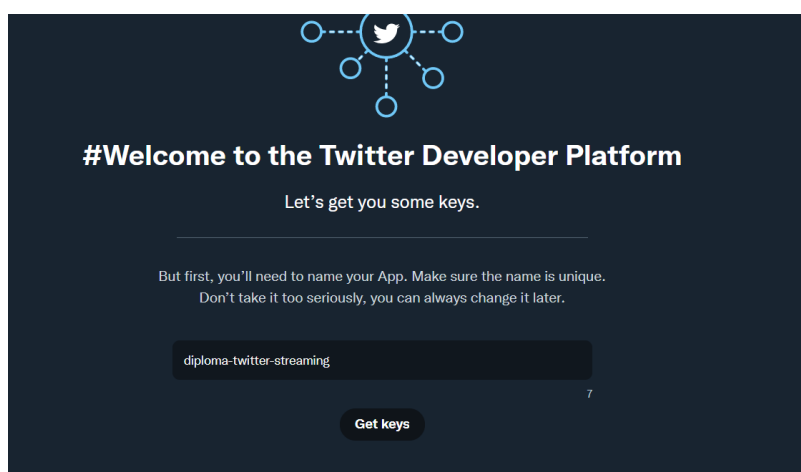 #Welcome to the Twitter Developer Platform
Let's get you some keys.
But first, you'll need to name your App. Make sure the name is unique.
Don't take it too seriously, you can always change it later.
diploma-twitter-streaming
7
Get keys